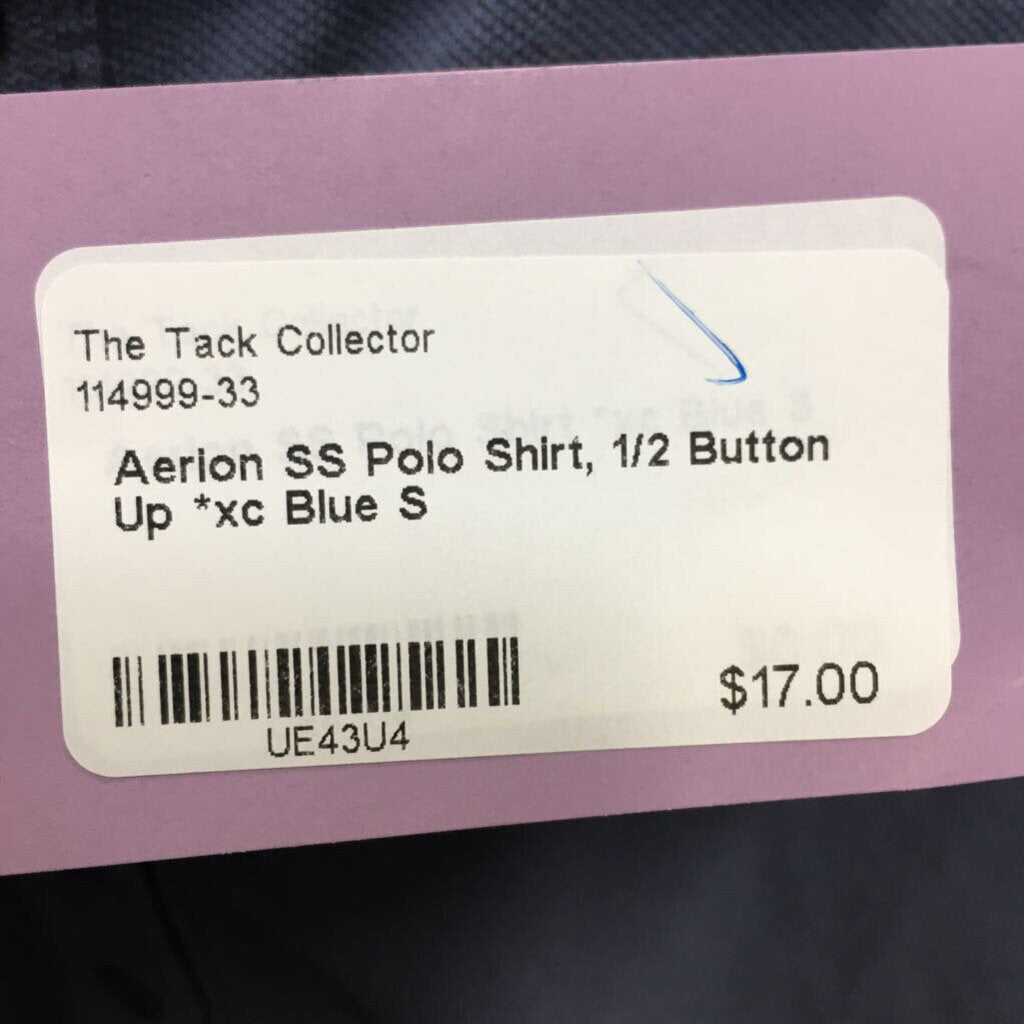 The Tack Collector
114999-33
Aerion SS Polo Shirt, 1/2 Button
Up *xc Blue S
UE43U4
$17.00